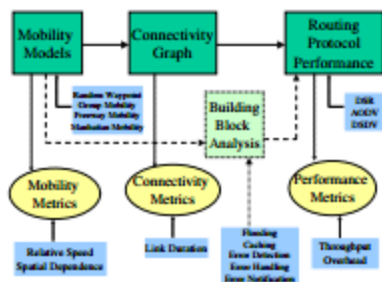 Mobility
Models
Connectivity
Graph
Routing
Protocol
Performance
Random Waypoint
Group Mobility
Freeway Mobility
Manhattan Mobility
Building
Block
Analysis
DSR
AODV
DSDV
Mobility
Metrics
Connectivity
Metrics
Performance
Metrics
Relative Speed
Spatial Dependence
Link Duration
Flooding
Caching
Error Detection
Error Handling
Error Notification
Throughput
Overhead